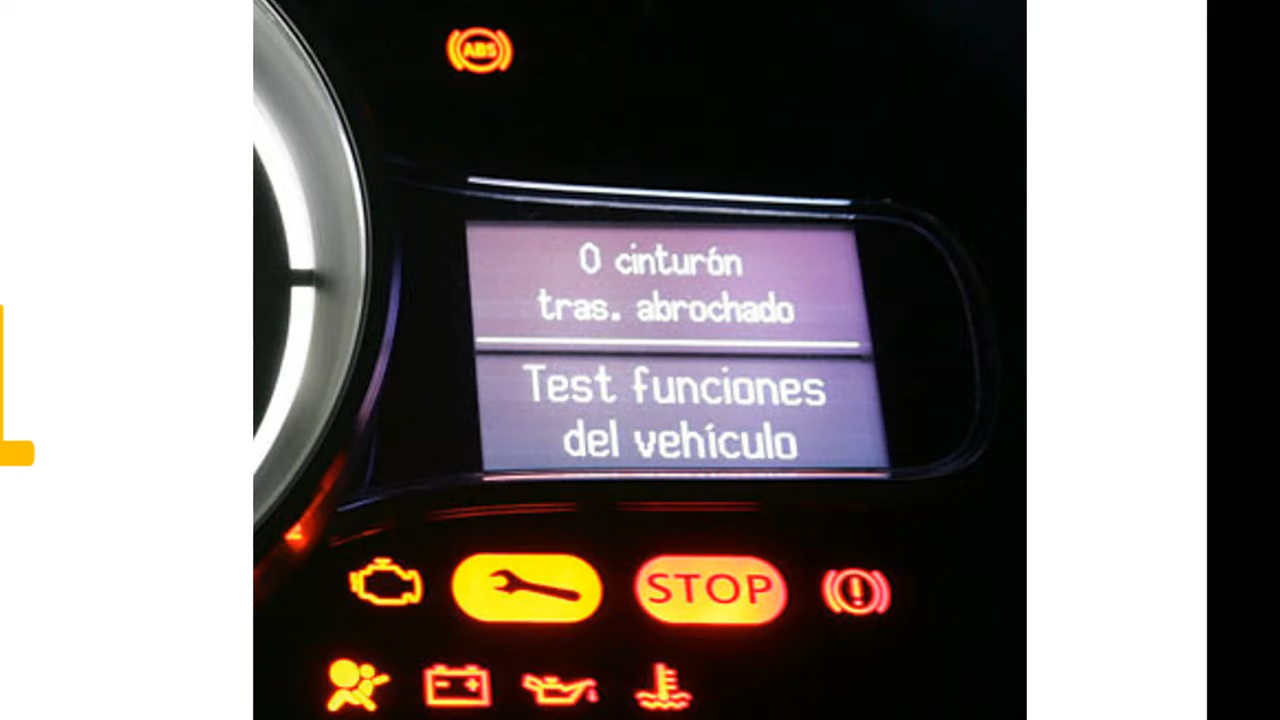 ABS
0 cinturón
tras. abrochado
Test funciones
del vehículo
STOP